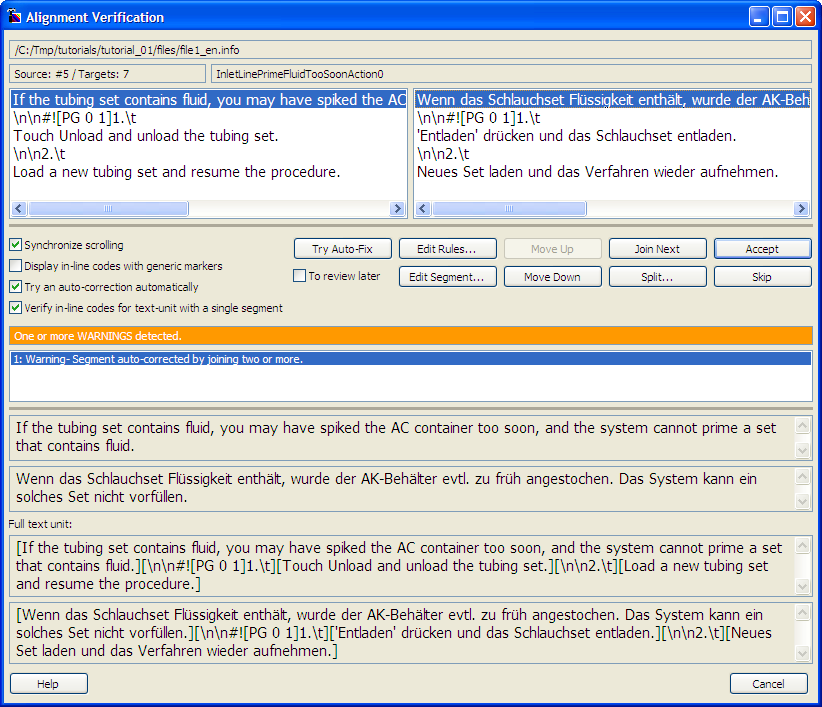 Alignment Verification
/C:/Tmp/tutorials/tutorial_01/files/file1_en.info
Source: #5 / Targets: 7
InletLinePrimeFluidTooSoonAction0
If the tubing set contains fluid, you may have spiked the AC
\n\n#![PG 0 1]1.\t
Touch Unload and unload the tubing set.
\n\n2.\t
Load a new tubing set and resume the procedure.
Wenn das Schlauchset Flüssigkeit enthält, wurde der AK-Beh
\n\n#![PG 0 1]1.\t
'Entladen' drücken und das Schlauchset entladen.
\n\n2.\t
Neues Set laden und das Verfahren wieder aufnehmen.
Synchronize scrolling
Display in-line codes with generic markers
Try an auto-correction automatically
Verify in-line codes for text-unit with a single segment
Try Auto-Fix
Edit Rules...
Move Up
Join Next
Accept
To review later
Edit Segment...
Move Down
Split...
Skip
One or more WARNINGS detected.
1: Warning- Segment auto-corrected by joining two or more.
If the tubing set contains fluid, you may have spiked the AC container too soon, and the system cannot prime a set
that contains fluid.
Wenn das Schlauchset Flüssigkeit enthält, wurde der AK-Behälter evtl. zu früh angestochen. Das System kann ein
solches Set nicht vorfüllen.
Full text unit:
[If the tubing set contains fluid, you may have spiked the AC container too soon, and the system cannot prime a set
that contains fluid.][\n\n#![PG 0 1]1.\t][Touch Unload and unload the tubing set.][\n\n2.\t][Load a new tubing set
and resume the procedure.]
[Wenn das Schlauchset Flüssigkeit enthält, wurde der AK-Behälter evtl. zu früh angestochen. Das System kann ein
solches Set nicht vorfüllen.][\n\n#![PG 0 1]1.\t]['Entladen' drücken und das Schlauchset entladen.][\n\n2.\t][Neues
Set laden und das Verfahren wieder aufnehmen.]
Help
Cancel